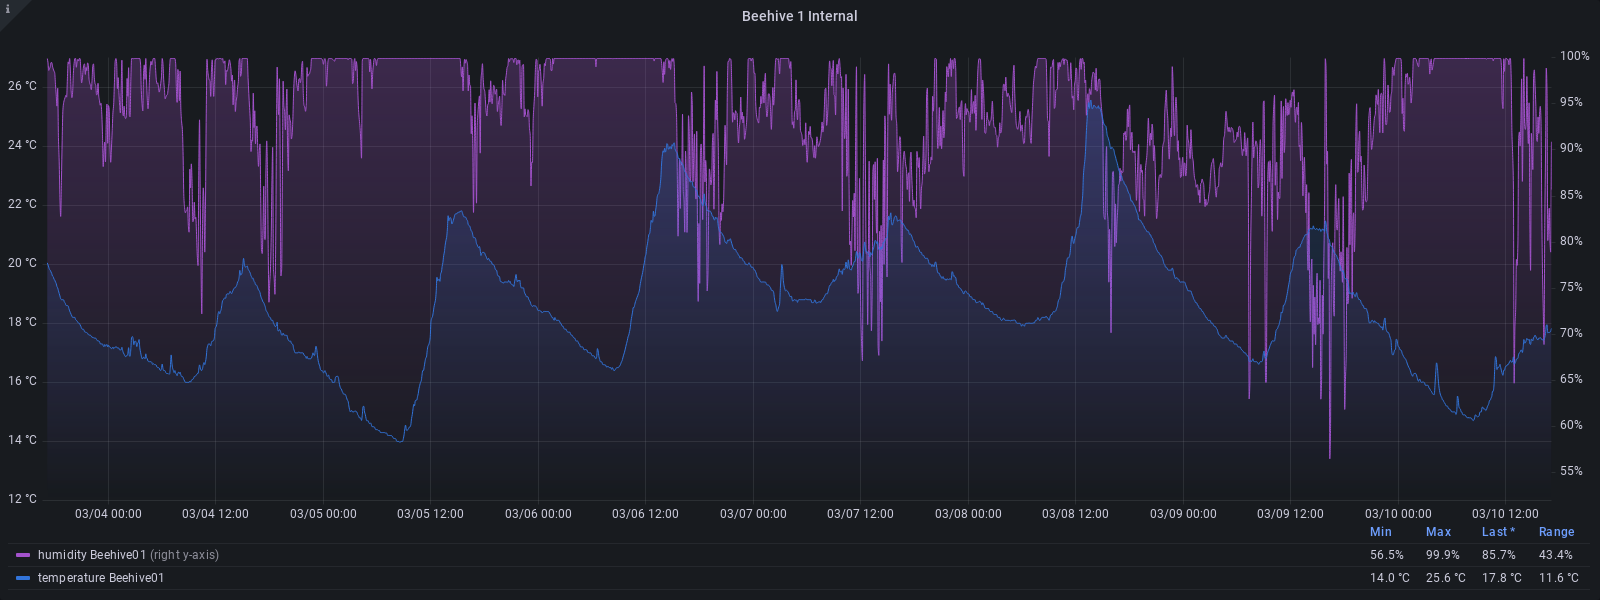 i
Beehive 1 Internal
26 °C
24 °C
22 °C
20 °C
18 °C
16 °C
14 °C
12 °C
100%
95%
90%
85%
80%
75%
70%
65%
60%
55%
03/04 00:00 03/04 12:00 03/05 00:00 03/05 12:00 03/06 00:00 03/06 12:00 03/07 00:00 03/07 12:00 03/08 00:00 03/08 12:00 03/09 00:00 03/09 12:00 03/10 00:00 03/10 12:00
Min Max Last * Range
humidity Beehive01 (right y-axis) 56.5% 99.9% 85.7% 43.4%
temperature Beehive01 14.0 °C 25.6 °C 17.8 °C 11.6 °C